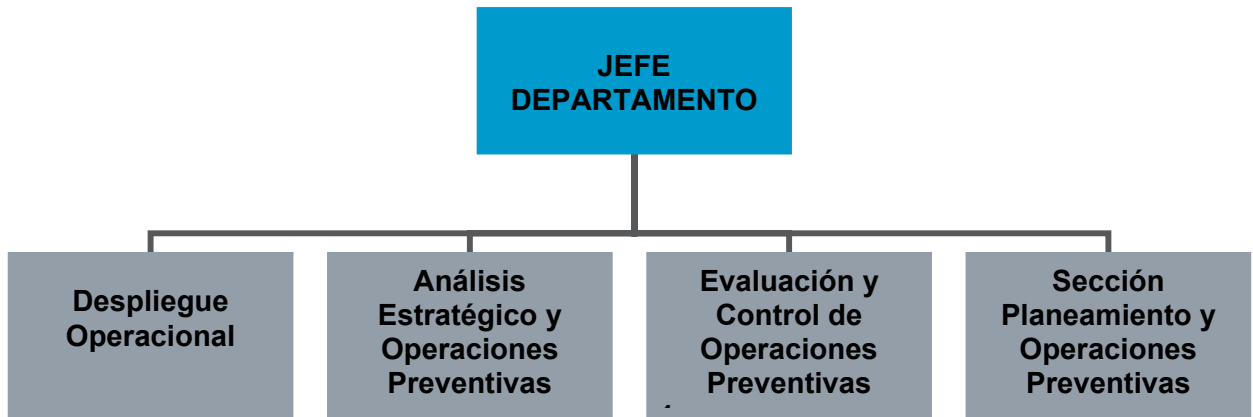 JEFE
DEPARTAMENTO
Despliegue
Operacional
Análisis
Estratégico y
Operaciones
Preventivas
Evaluación y
Control de
Operaciones
Preventivas
Sección
Planeamiento y
Operaciones
Preventivas